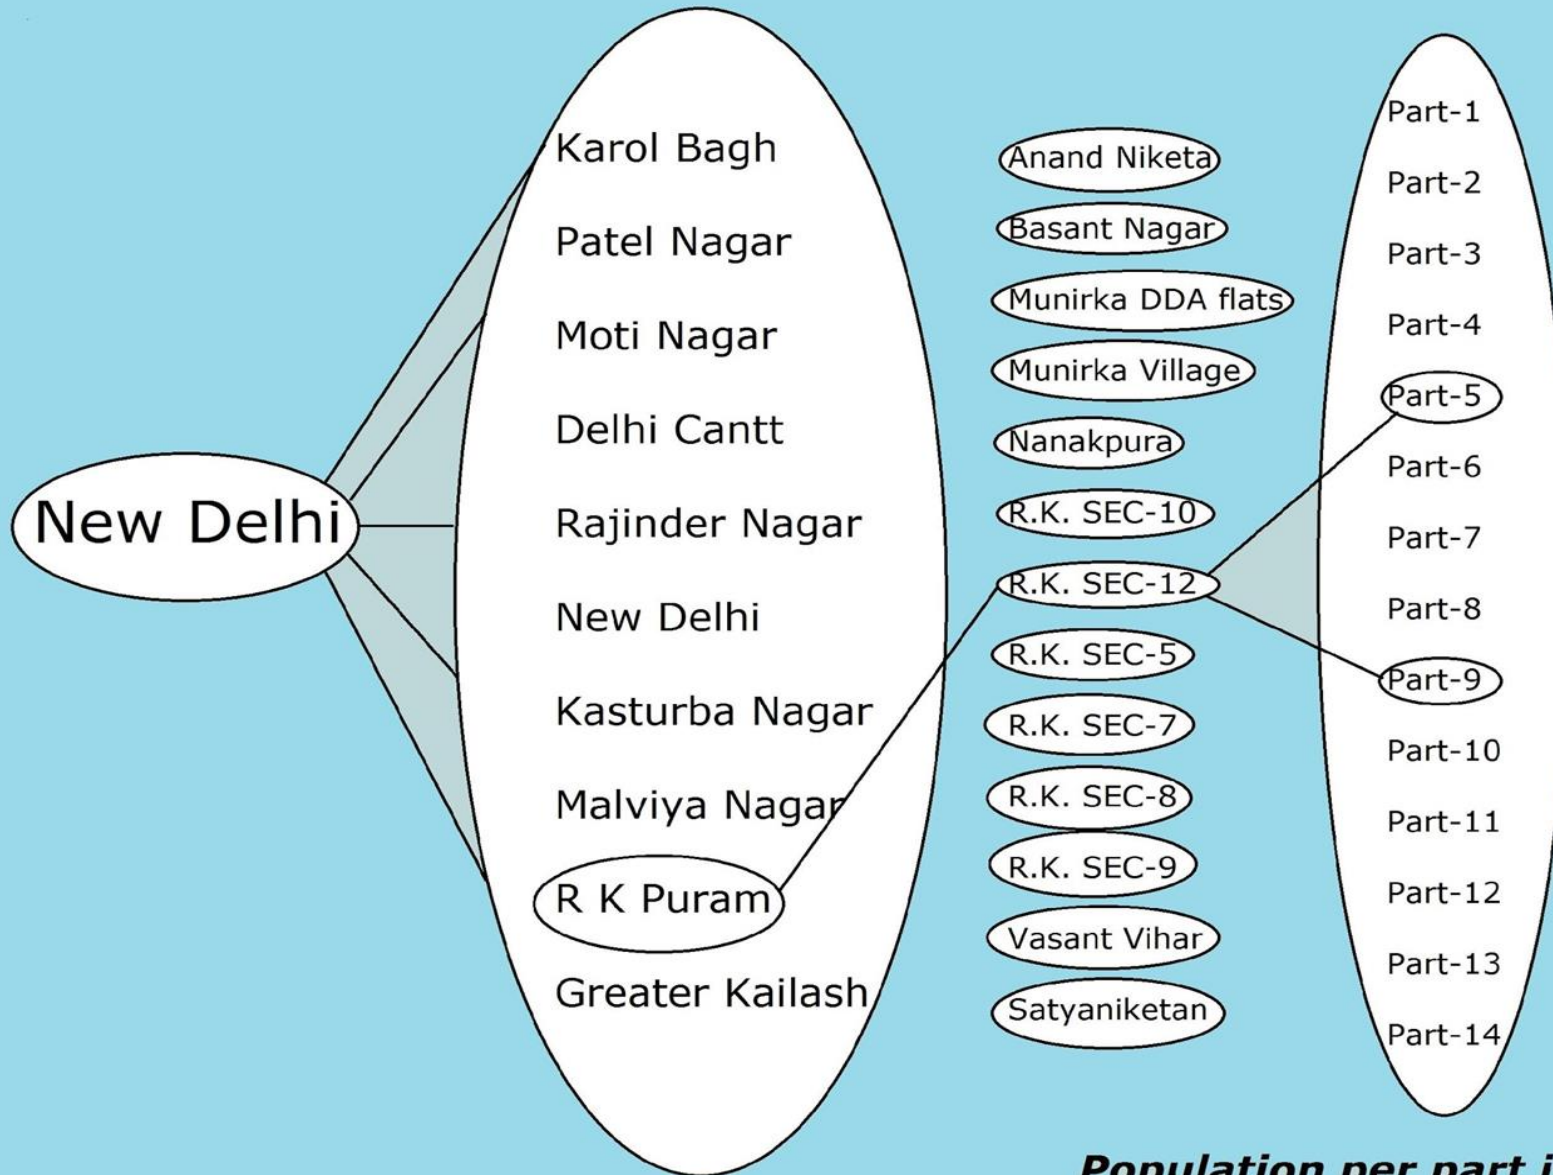 New Delhi
Karol Bagh
Patel Nagar
Moti Nagar
Delhi Cantt
Rajinder Nagar
New Delhi
Kasturba Nagar
Malviya Nagar
R K Puram
Greater Kailash
Anand Niketa
Basant Nagar
Munirka DDA flats
Munirka Village
Nanakpura
R.K. SEC-10
R.K. SEC-12
R.K. SEC-5
R.K. SEC-7
R.K. SEC-8
R.K. SEC-9
Vasant Vihar
Satyaniketan
Part-1
Part-2
Part-3
Part-4
Part-5
Part-6
Part-7
Part-8
Part-9
Part-10
Part-11
Part-12
Part-13
Part-14
Population per part